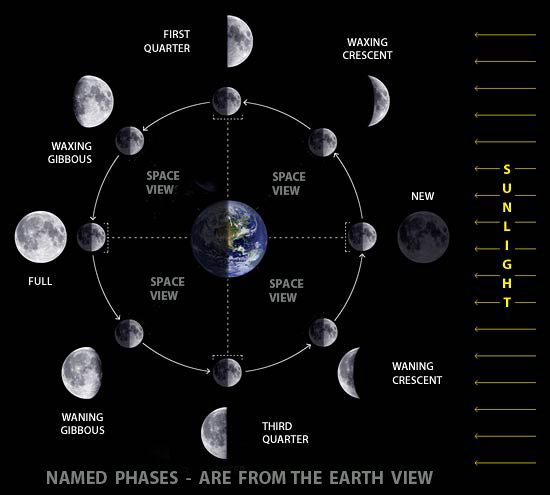 FIRST
QUARTER
WAXING
CRESCENT
WAXING
GIBBOUS
SPACE
VIEW
SPACE
VIEW
NEW
SUNLIGHT
FULL
SPACE
VIEW
SPACE
VIEW
WANING
CRESCENT
WANING
GIBBOUS
THIRD
QUARTER
NAMED PHASES - ARE FROM THE EARTH VIEW